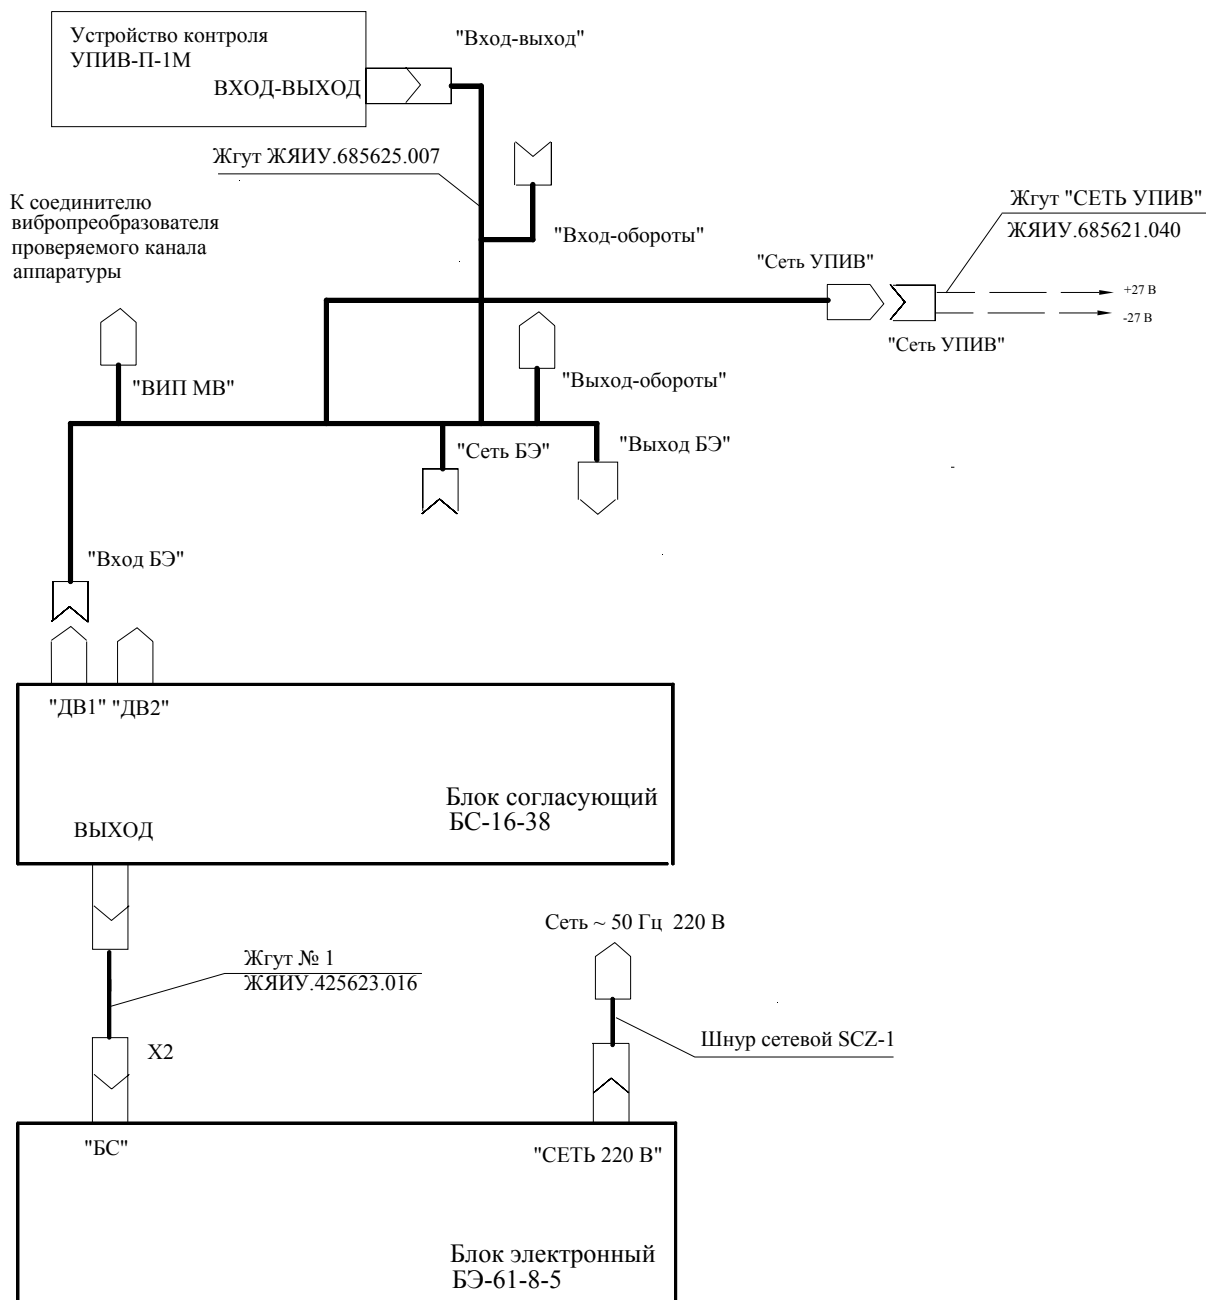 Устройство контроля
УПИВ-П-1М
ВХОД-ВЫХОД
"Вход-выход"
Жгут ЖЯИУ.685625.007
К соединителю
вибропреобразователя
проверяемого канала
аппаратуры
"Вход-обороты"
Жгут "СЕТЬ УПИВ"
ЖЯИУ.685621.040
"Сеть УПИВ"
+27 В
-27 В
"Сеть УПИВ"
"ВИП МВ"
"Выход-обороты"
"Сеть БЭ"
"Выход БЭ"
"Вход БЭ"
"ДВ1" "ДВ2"
Блок согласующий
БС-16-38
ВЫХОД
Сеть ~ 50 Гц 220 В
Жгут № 1
ЖЯИУ.425623.016
Шнур сетевой SCZ-1
X2
"БС"
"СЕТЬ 220 В"
Блок электронный
БЭ-61-8-5